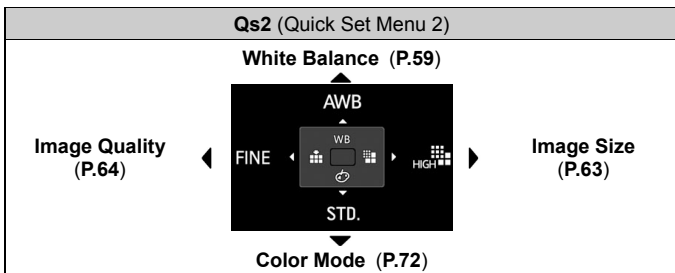 Qs2 (Quick Set Menu 2)
White Balance (P.59)
AWB
WB
Image Quality
(P.64)
FINE
HIGH
Image Size
(P.63)
STD.
Color Mode (P.72)